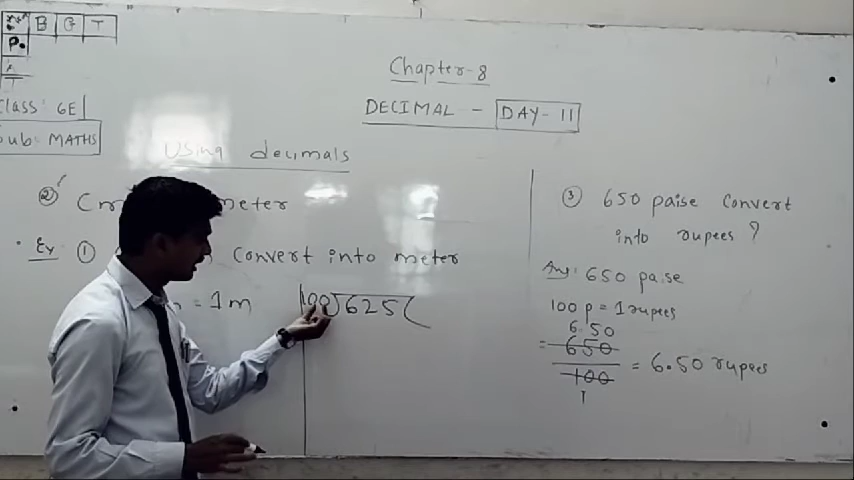 B G T
P.
Class: 6E
Sub: MATHS
Chapter-8
DECIMAL - DAY- 11
Using decimals
② Cm meter
Ex ① Convert into meter
= 1m
100)625(
③ 650 paise convert
into rupees ?
Ans: 650 paise
100 p = 1 rupees
6.50
= 650/100 = 6.50 rupees
1